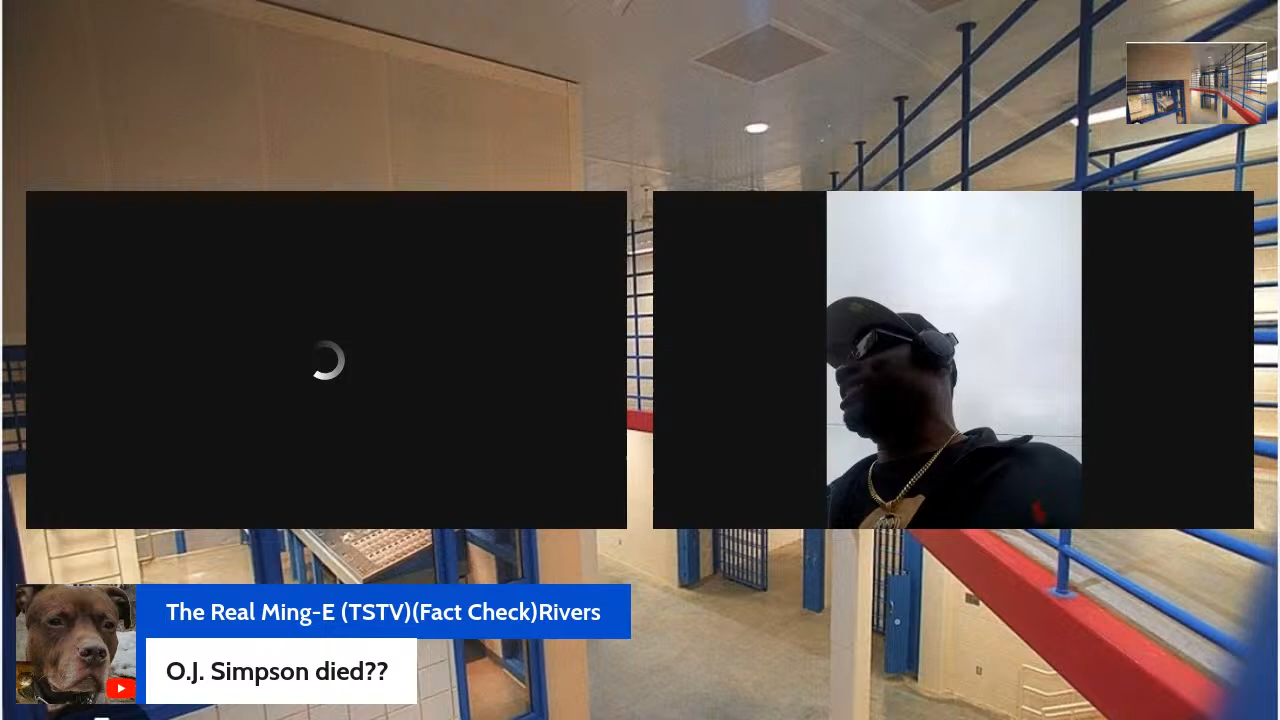 The Real Ming-E (TSTV)(Fact Check)Rivers
O.J. Simpson died??